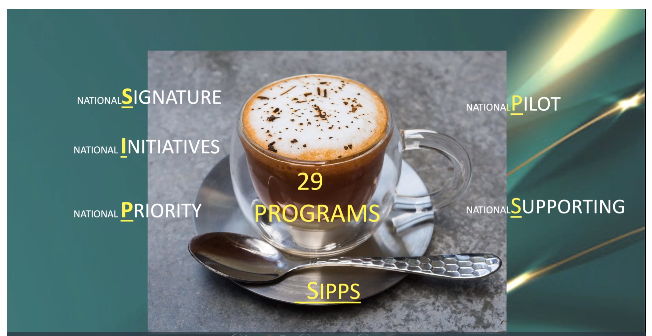 NATIONAL SIGNATURE
NATIONAL INITIATIVES
NATIONAL PRIORITY
NATIONAL PILOT
NATIONAL SUPPORTING
29
PROGRAMS
SIPPS